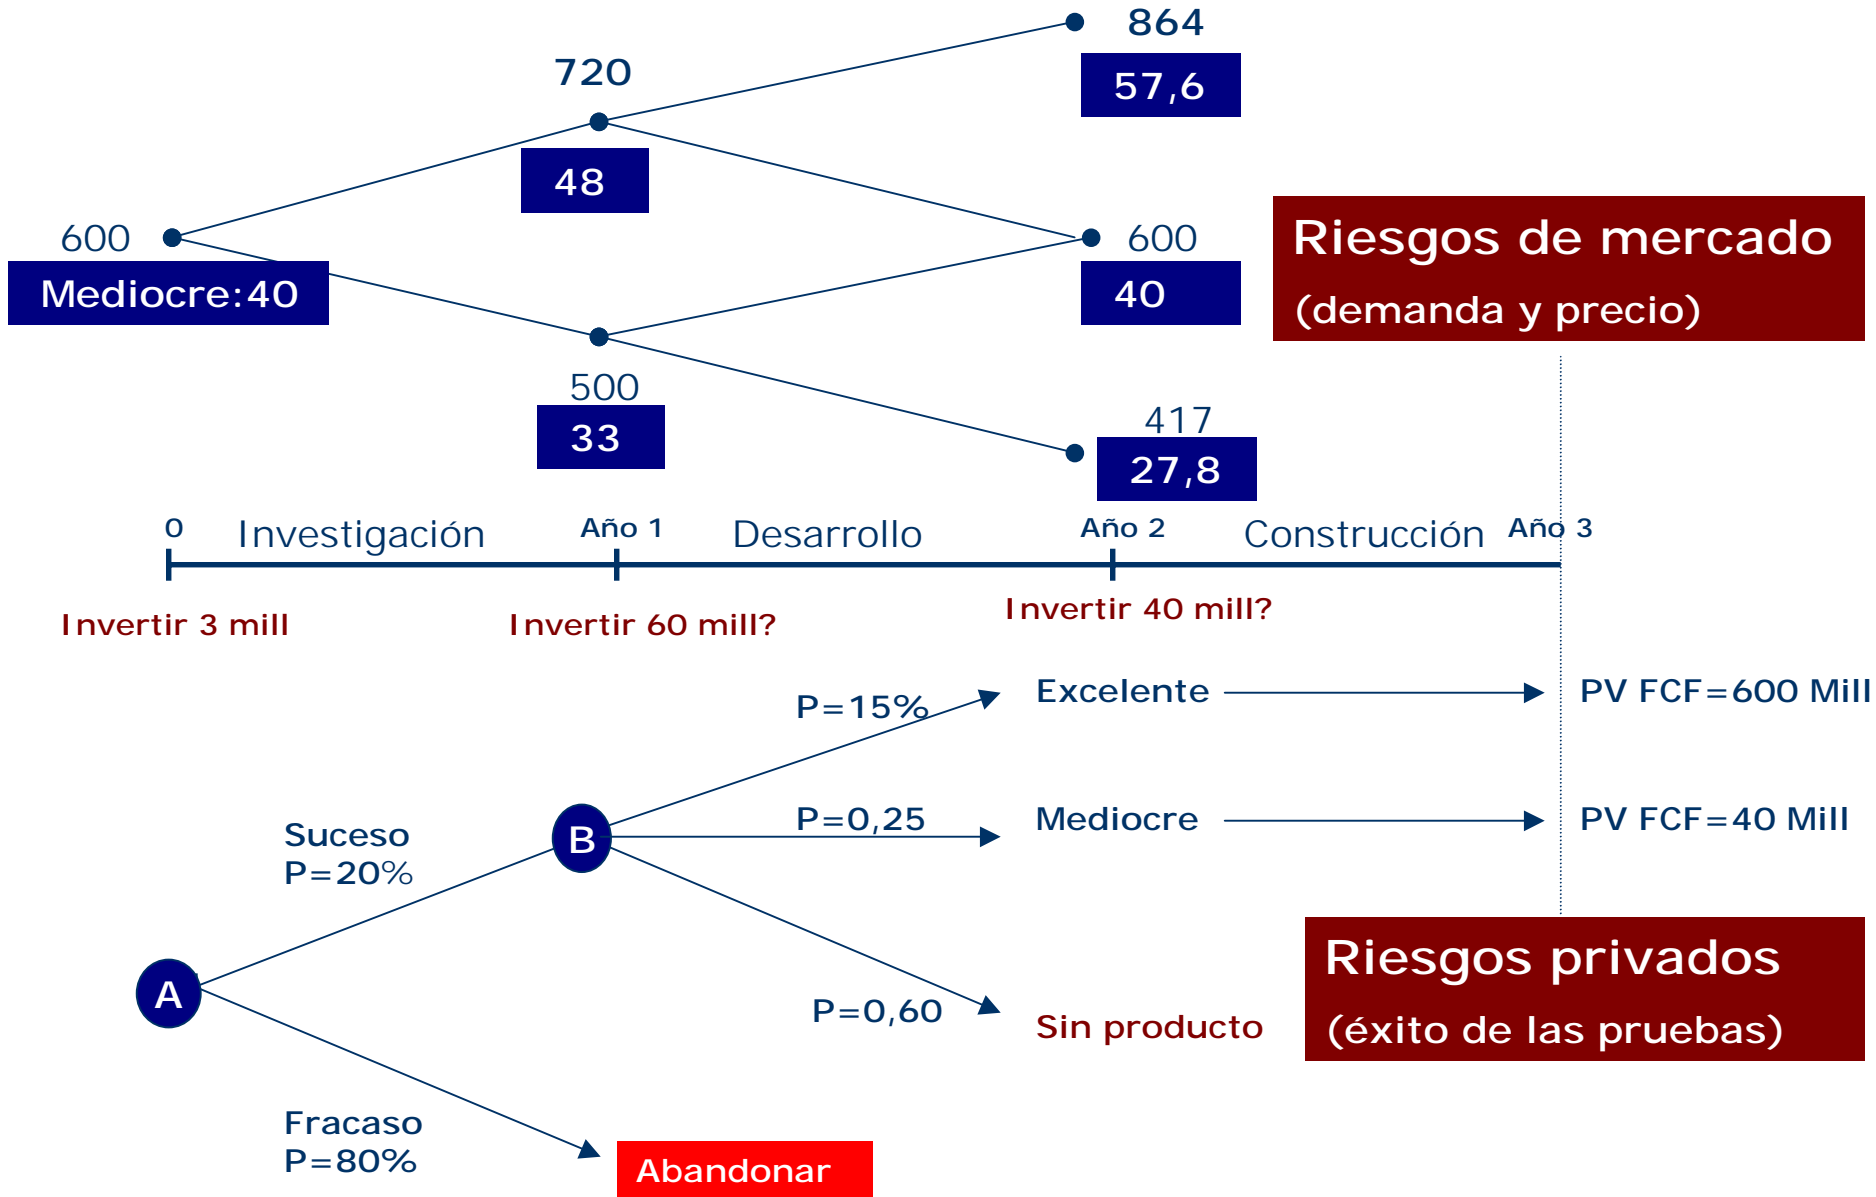 864
57,6
720
48
600
Mediocre:40
600
40
Riesgos de mercado
(demanda y precio)
500
33
417
27,8
0
Investigación
Año 1
Desarrollo
Año 2
Construcción
Año 3
Invertir 3 mill
Invertir 60 mill?
Invertir 40 mill?
P=15%
Excelente
PV FCF=600 Mill
Suceso
P=20%
B
P=0,25
Mediocre
PV FCF=40 Mill
A
P=0,60
Sin producto
Riesgos privados
(éxito de las pruebas)
Fracaso
P=80%
Abandonar